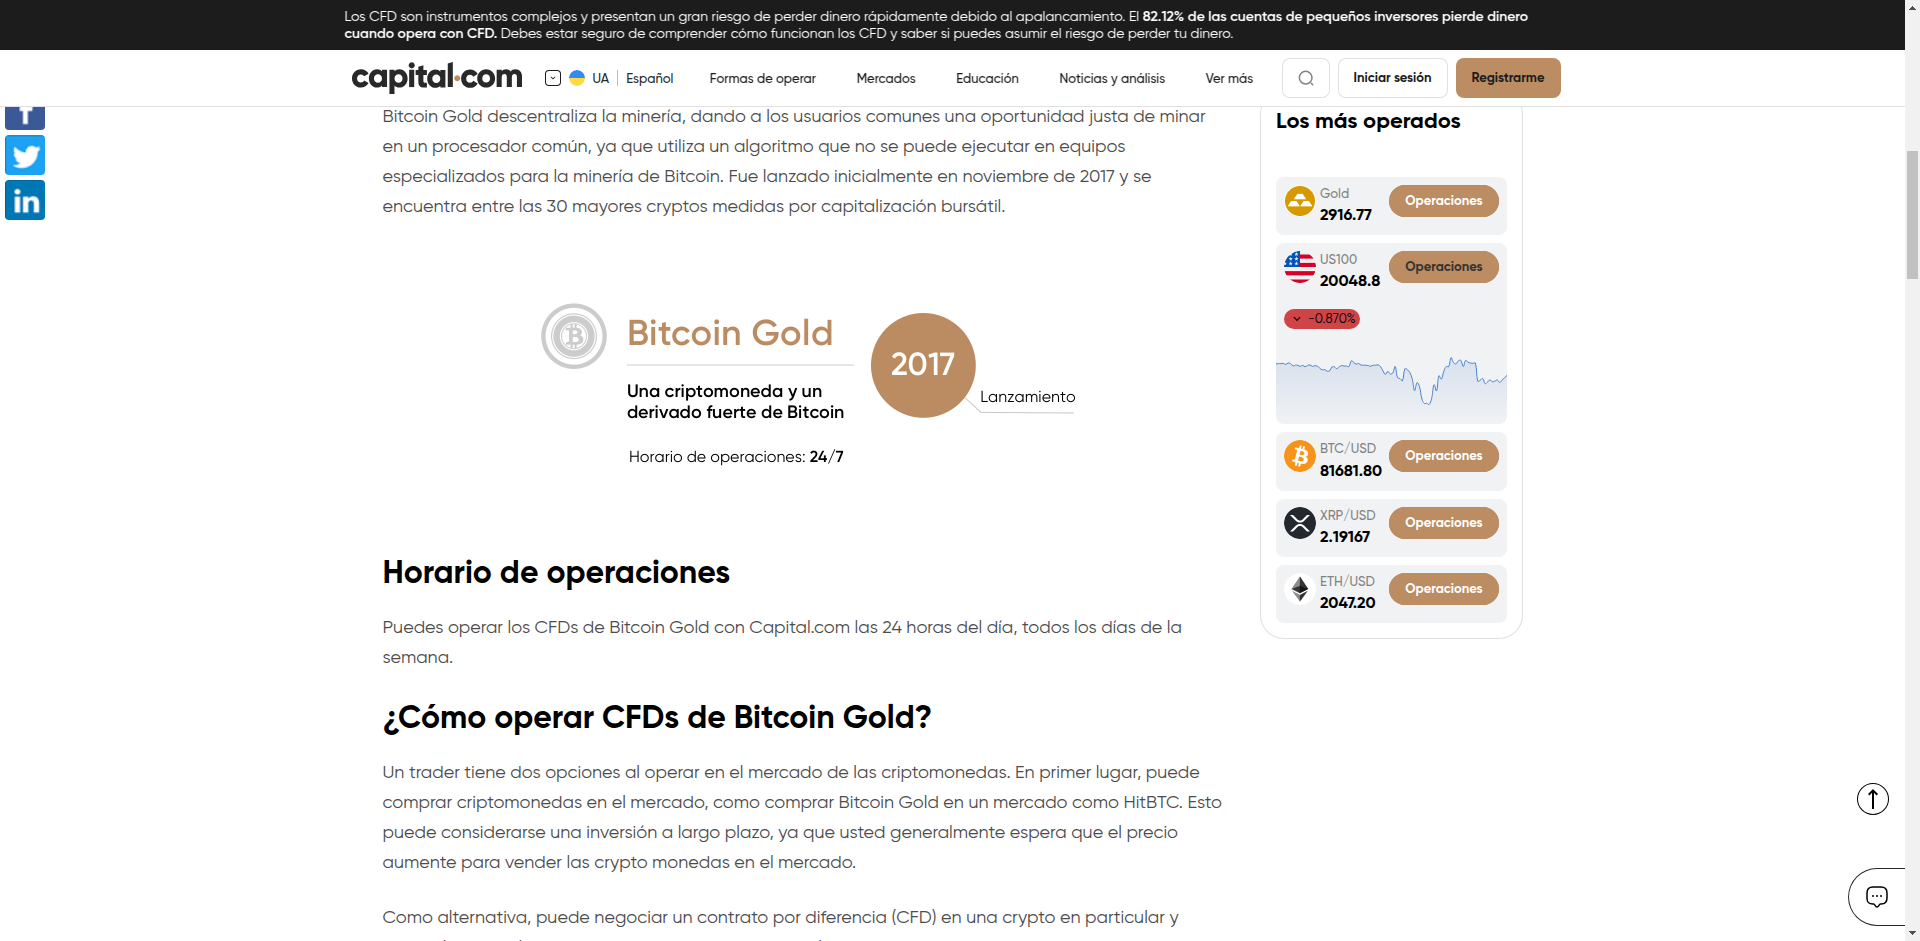 Los CFD son instrumentos complejos y presentan un gran riesgo de perder dinero rápidamente debido al apalancamiento. El 82.12% de las cuentas de pequeños inversores pierde dinero
cuando opera con CFD. Debes estar seguro de comprender cómo funcionan los CFD y saber si puedes asumir el riesgo de perder tu dinero.
capital.com
UA Español
Formas de operar
Mercados
Educación
Noticias y análisis
Ver más
Iniciar sesión
Registrarme
Bitcoin Gold descentraliza la minería, dando a los usuarios comunes una oportunidad justa de minar
en un procesador común, ya que utiliza un algoritmo que no se puede ejecutar en equipos
especializados para la minería de Bitcoin. Fue lanzado inicialmente en noviembre de 2017 y se
encuentra entre las 30 mayores cryptos medidas por capitalización bursátil.
Bitcoin Gold
Una criptomoneda y un
derivado fuerte de Bitcoin
Horario de operaciones: 24/7
2017
Lanzamiento
Horario de operaciones
Puedes operar los CFDs de Bitcoin Gold con Capital.com las 24 horas del día, todos los días de la
semana.
¿Cómo operar CFDs de Bitcoin Gold?
Un trader tiene dos opciones al operar en el mercado de las criptomonedas. En primer lugar, puede
comprar criptomonedas en el mercado, como comprar Bitcoin Gold en un mercado como HitBTC. Esto
puede considerarse una inversión a largo plazo, ya que usted generalmente espera que el precio
aumente para vender las crypto monedas en el mercado.
Como alternativa, puede negociar un contrato por diferencia (CFD) en una crypto en particular y
Los más operados
Gold
2916.77
Operaciones
US100
20048.8
Operaciones
-0.870%
BTC/USD
81681.80
Operaciones
XRP/USD
2.19167
Operaciones
ETH/USD
2047.20
Operaciones